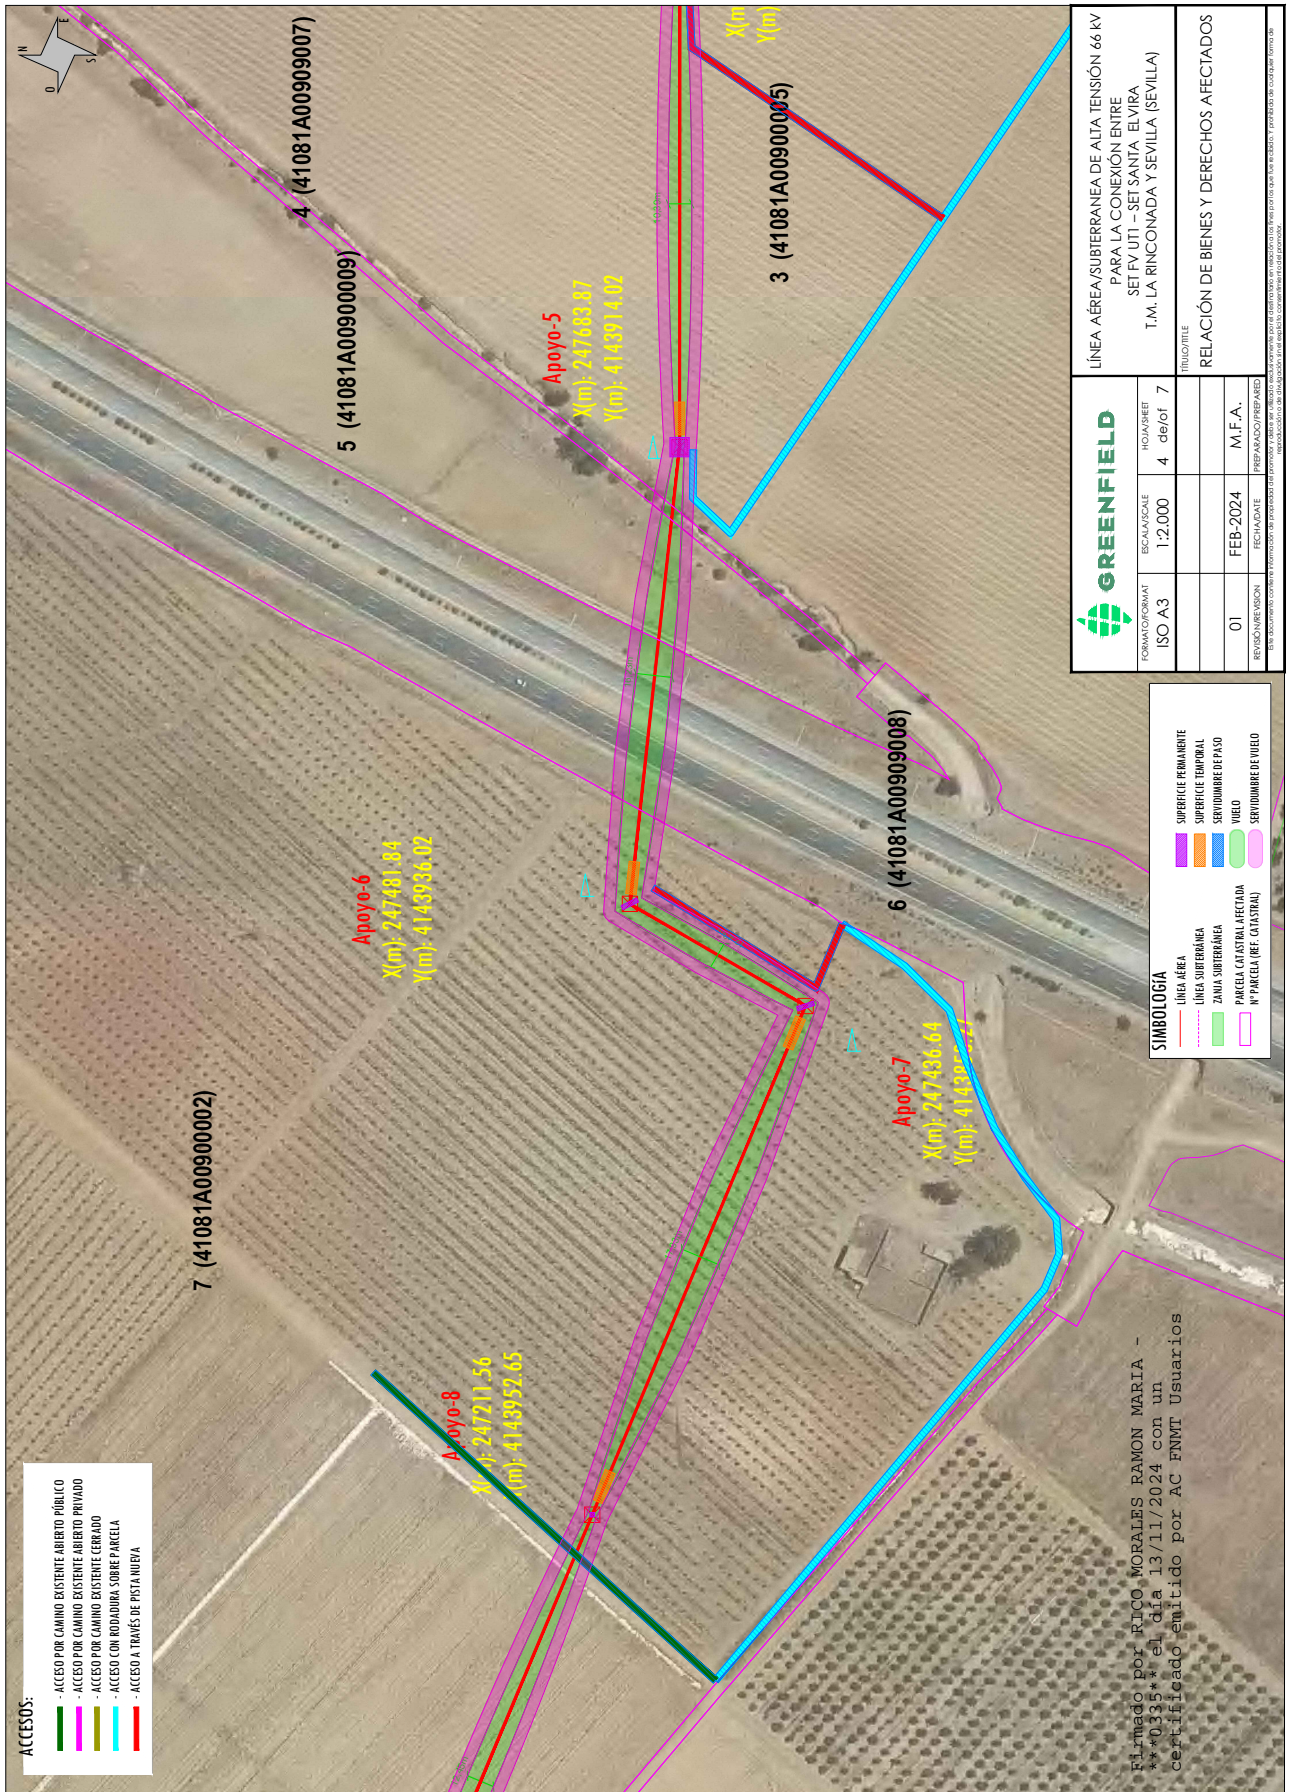 N
E
S
O
4 (41081A00909007)
5 (41081A00900009)
3 (41081A00900005)
6 (41081A00909008)
7 (41081A00900002)
X(m)
Y(m)
Apoyo-5
X(m): 247683.87
Y(m): 4143914.02
Apoyo-6
X(m): 247481.84
Y(m): 4143936.02
Apoyo-7
X(m): 247436.64
Apoyo-8
X(m): 247211.56
Y(m): 4143952.65
ACCESOS:
- ACCESO POR CAMINO EXISTENTE ABIERTO PÚBLICO
- ACCESO POR CAMINO EXISTENTE ABIERTO PRIVADO
- ACCESO POR CAMINO EXISTENTE CERRADO
- ACCESO CON RODADURA SOBRE PARCELA
- ACCESO A TRAVÉS DE PISTA NUEVA
SIMBOLOGÍA
LÍNEA AÉREA
LÍNEA SUBTERRÁNEA
ZANJA SUBTERRÁNEA
PARCELA CATASTRAL AFECTADA
Nº PARCELA (REF. CATASTRAL)
SUPERFICIE PERMANENTE
SUPERFICIE TEMPORAL
SERVIDUMBRE DE PASO
VUELO
SERVIDUMBRE DE VUELO
GREENFIELD
FORMATO/FORMAT
ISO A3
ESCALA/SCALE
1:2.000
HOJA/SHEET
4 de/of 7
01
FEB-2024
M.F.A.
REVISIÓN/REVISION
FECHA/DATE
PREPARADO/PREPARED
LÍNEA AÉREA/SUBTERRANEA DE ALTA TENSIÓN 66 kV
PARA LA CONEXIÓN ENTRE
SET FV UT1 – SET SANTA ELVIRA
T.M. LA RINCONADA Y SEVILLA (SEVILLA)
TÍTULO/TITLE
RELACIÓN DE BIENES Y DERECHOS AFECTADOS
Firmado por RICO MORALES RAMON MARIA -
***0335** el día 13/11/2024 con un
certificado emitido por AC FNMT Usuarios